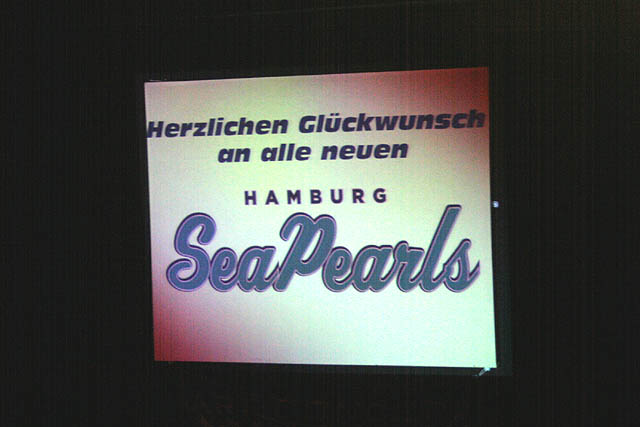 Herzlichen Glückwunsch
an alle neuen
HAMBURG
SeaPearls